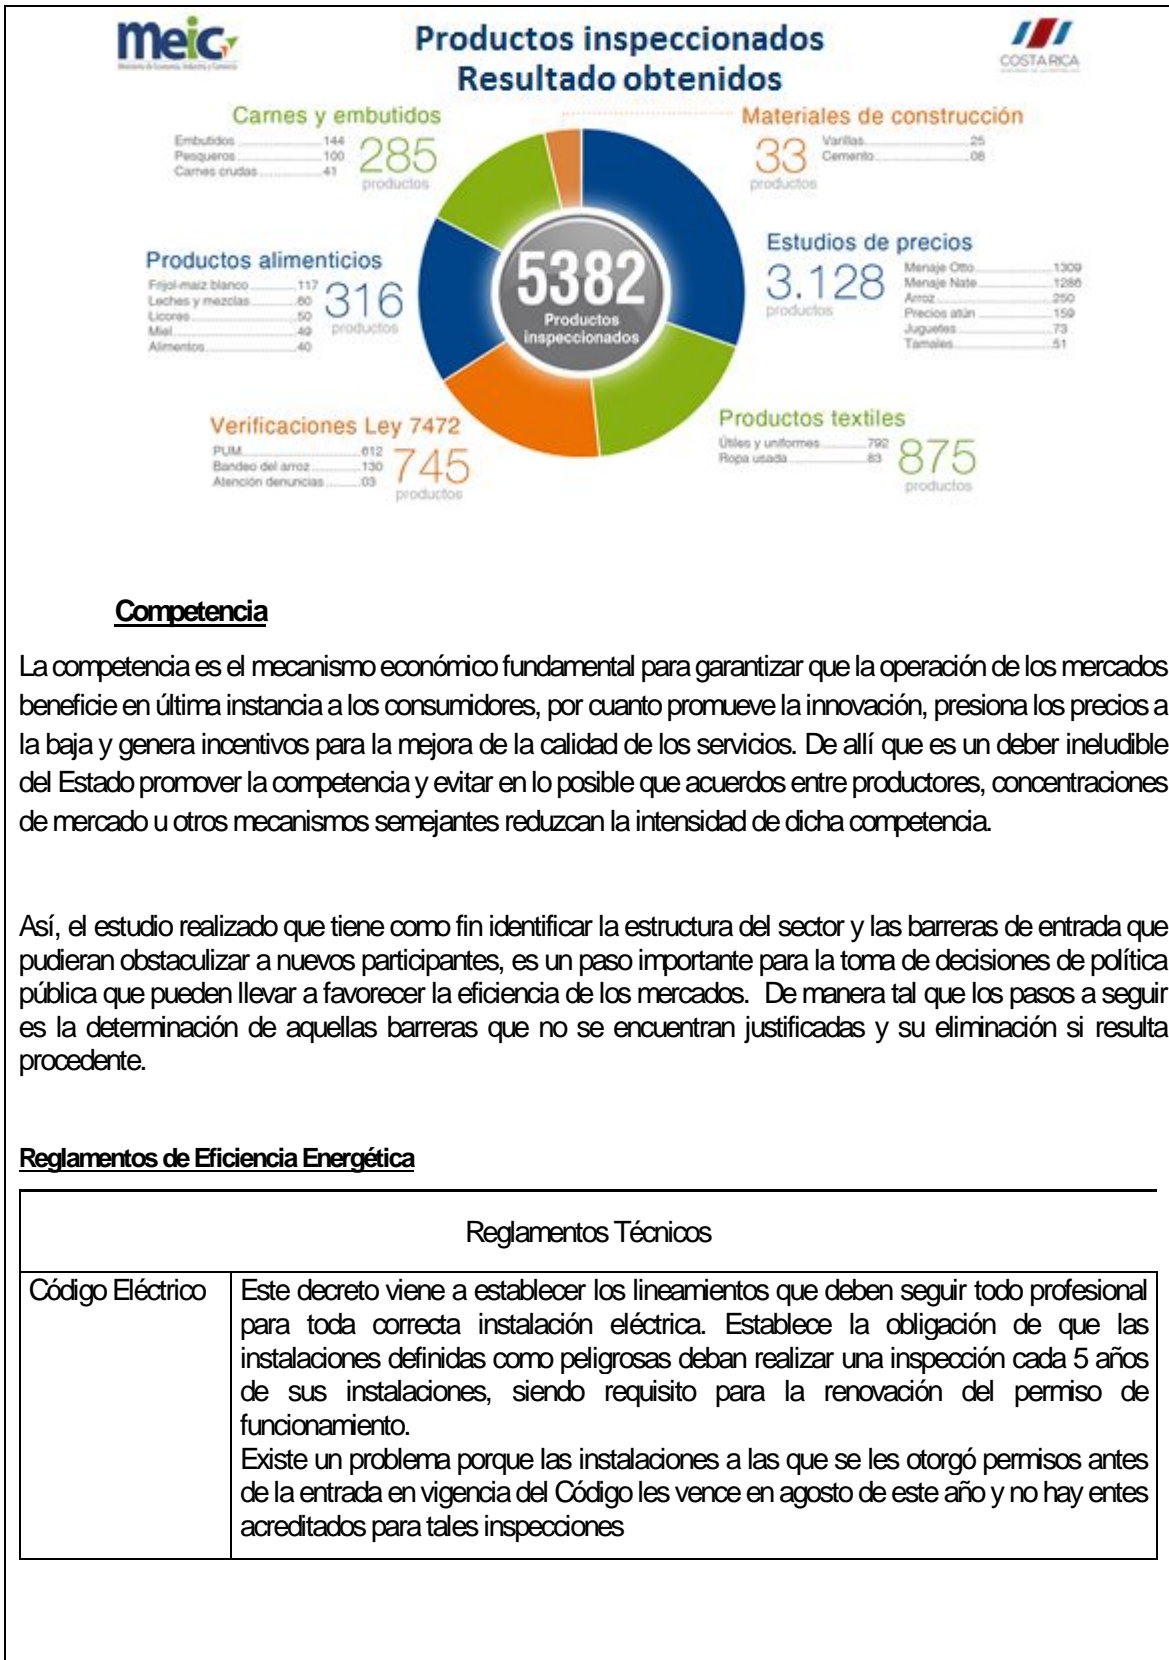 meic
Ministerio de Economía, Industria y Comercio
Productos inspeccionados
Resultado obtenidos
COSTA RICA
Carnes y embutidos
Embutidos 144
Pesqueros 100
Carnes crudas 41
285
productos
Materiales de construcción
33
productos
Varillas 25
Cemento 08
Productos alimenticios
Frijol-maíz blanco 117
Leches y mezclas 60
Licores 50
Miel 49
Alimentos 40
316
productos
5382
Productos
inspeccionados
Estudios de precios
3.128
productos
Menaje Otto 1309
Menaje Nate 1286
Arroz 250
Precios atún 159
Juguetes 73
Tamales 51
Verificaciones Ley 7472
PUM 612
Bandeo del arroz 130
Atención denuncias 03
745
productos
Productos textiles
Útiles y uniformes 792
Ropa usada 83
875
productos
Competencia
La competencia es el mecanismo económico fundamental para garantizar que la operación de los mercados
beneficie en última instancia a los consumidores, por cuanto promueve la innovación, presiona los precios a
la baja y genera incentivos para la mejora de la calidad de los servicios. De allí que es un deber ineludible
del Estado promover la competencia y evitar en lo posible que acuerdos entre productores, concentraciones
de mercado u otros mecanismos semejantes reduzcan la intensidad de dicha competencia.
Así, el estudio realizado que tiene como fin identificar la estructura del sector y las barreras de entrada que
pudieran obstaculizar a nuevos participantes, es un paso importante para la toma de decisiones de política
pública que pueden llevar a favorecer la eficiencia de los mercados. De manera tal que los pasos a seguir
es la determinación de aquellas barreras que no se encuentran justificadas y su eliminación si resulta
procedente.
Reglamentos de Eficiencia Energética
Reglamentos Técnicos
Código Eléctrico
Este decreto viene a establecer los lineamientos que deben seguir todo profesional
para toda correcta instalación eléctrica. Establece la obligación de que las
instalaciones definidas como peligrosas deban realizar una inspección cada 5 años
de sus instalaciones, siendo requisito para la renovación del permiso de
funcionamiento.
Existe un problema porque las instalaciones a las que se les otorgó permisos antes
de la entrada en vigencia del Código les vence en agosto de este año y no hay entes
acreditados para tales inspecciones